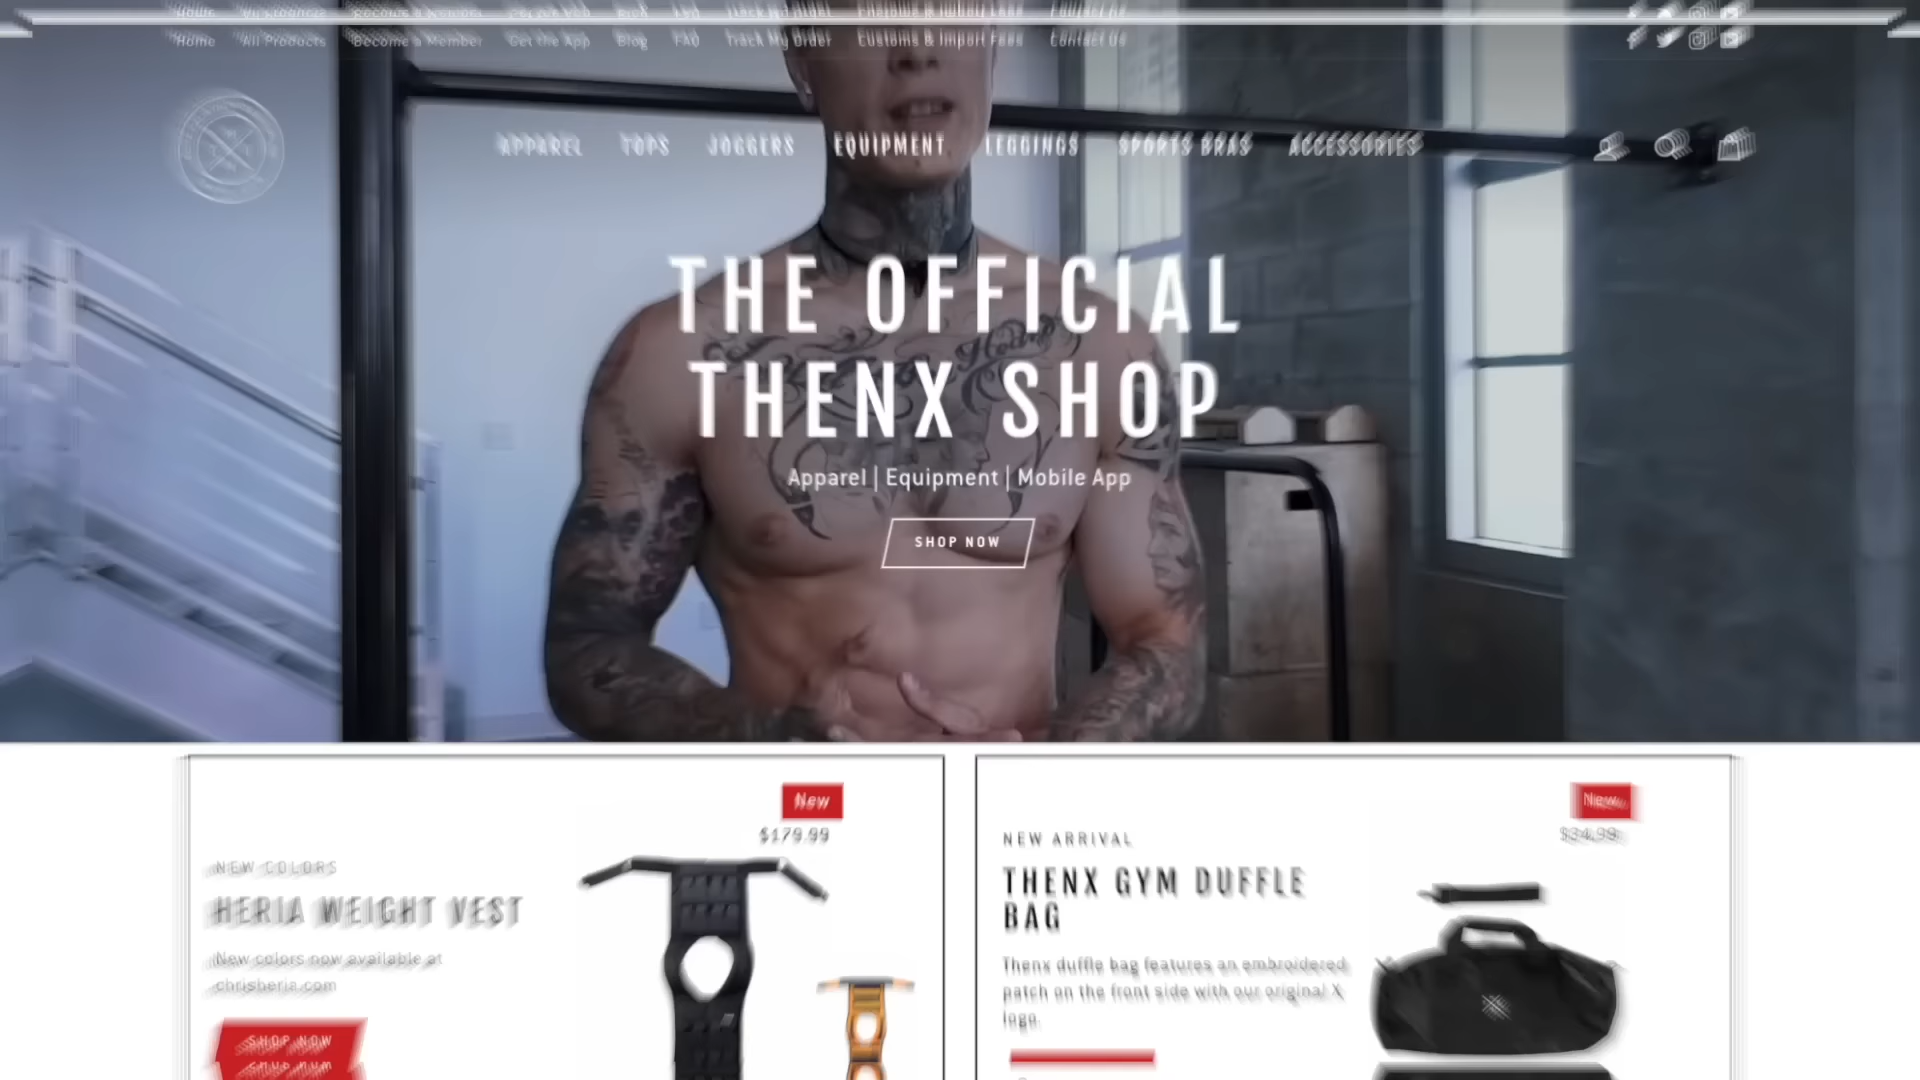 Home All Products Become a Member Get the App Blog FAQ Track My Order Customs & Import Fees Contact Us
APPAREL TOPS JOGGERS EQUIPMENT LEGGINGS SPORTS BRAS ACCESSORIES
THE OFFICIAL
THENX SHOP
Apparel | Equipment | Mobile App
SHOP NOW
New
$179.99
NEW COLORS
HERIA WEIGHT VEST
New colors now available at
chrisheria.com
SHOP NOW
New
$34.99
NEW ARRIVAL
THENX GYM DUFFLE
BAG
Thenx duffle bag features an embroidered
patch on the front side with our original X
logo.